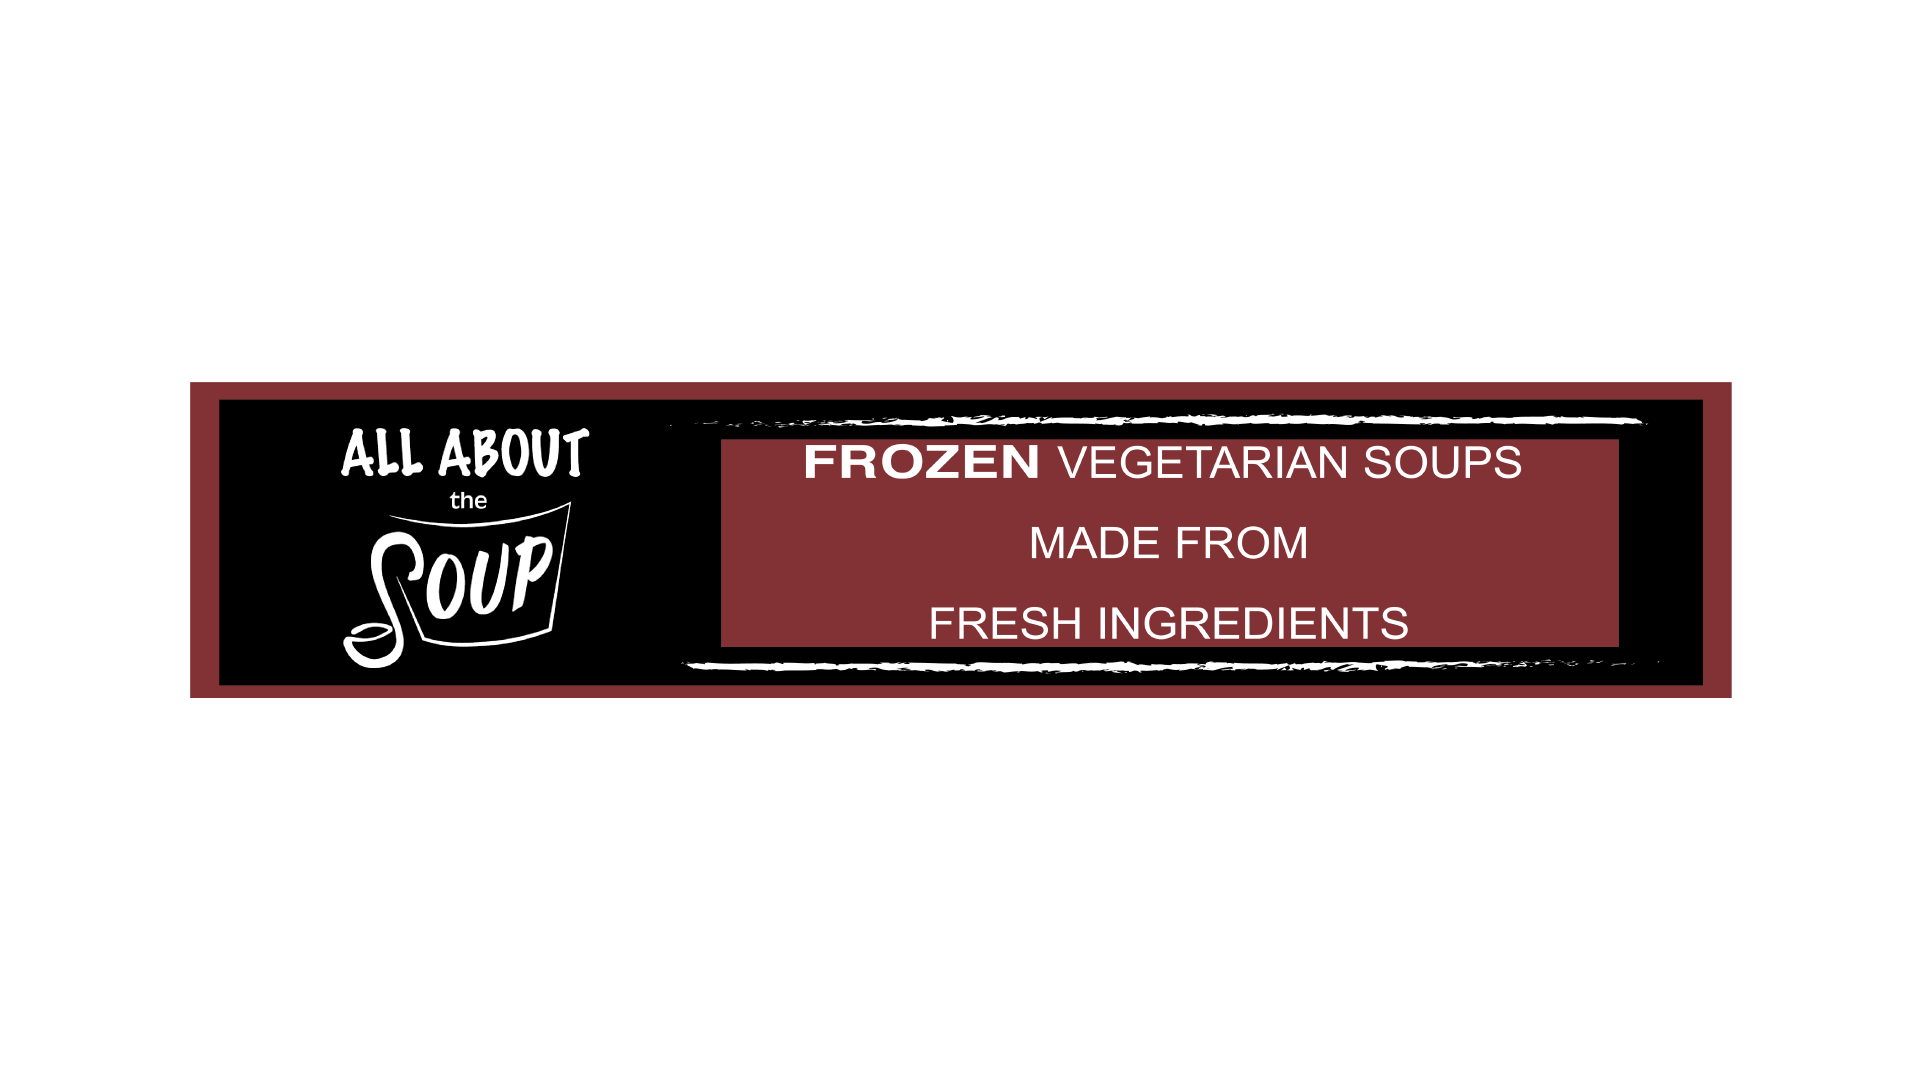 ALL ABOUT
the
SOUP
FROZEN VEGETARIAN SOUPS
MADE FROM
FRESH INGREDIENTS